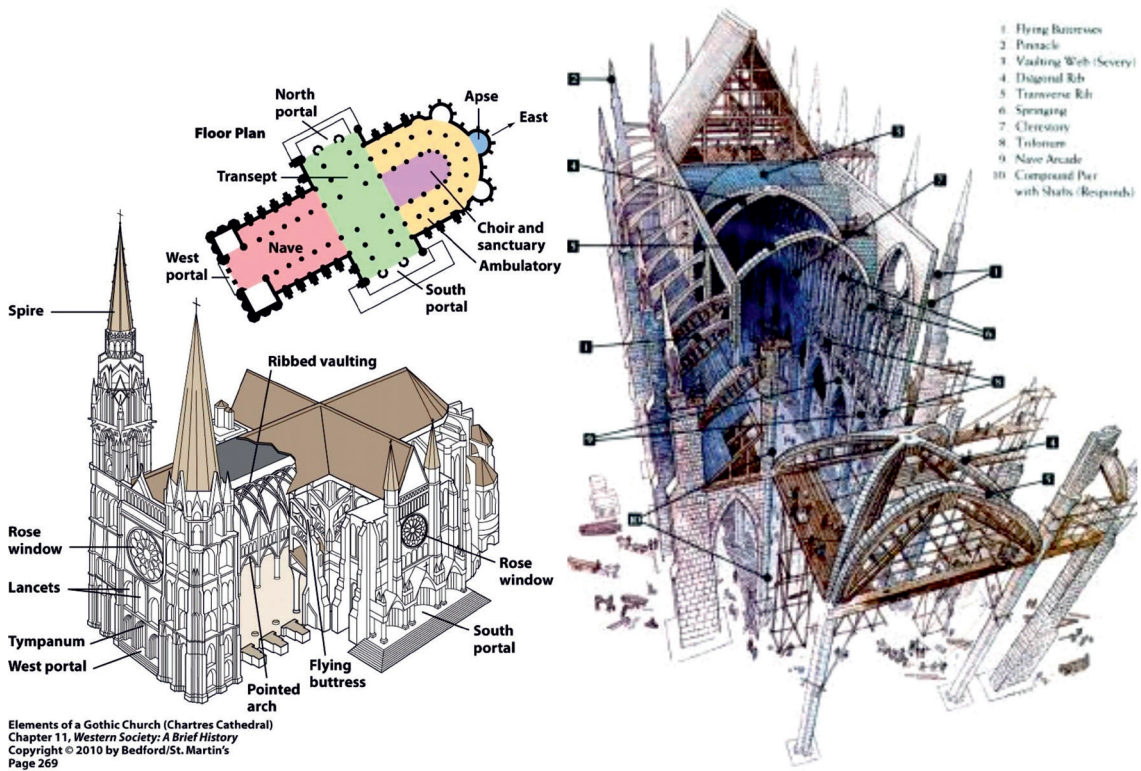 North
portal
Floor Plan
Transept
Apse
East
Nave
West
portal
Choir and
sanctuary
Ambulatory
South
portal
Spire
Ribbed vaulting
Rose
window
Lancets
Tympanum
West portal
Pointed
arch
Flying
buttress
Rose
window
South
portal
Elements of a Gothic Church (Chartres Cathedral)
Chapter 11, Western Society: A Brief History
Copyright © 2010 by Bedford/St. Martin's
Page 269
1 Flying Buttresses
2 Pinnacle
3 Vaulting Web (Severy)
4 Diagonal Rib
5 Transverse Rib
6 Springing
7 Clerestory
8 Triforium
9 Nave Arcade
10 Compound Pier
with Shafts (Responds)
2
3
4
7
5
1
6
1
8
9
4
5
10